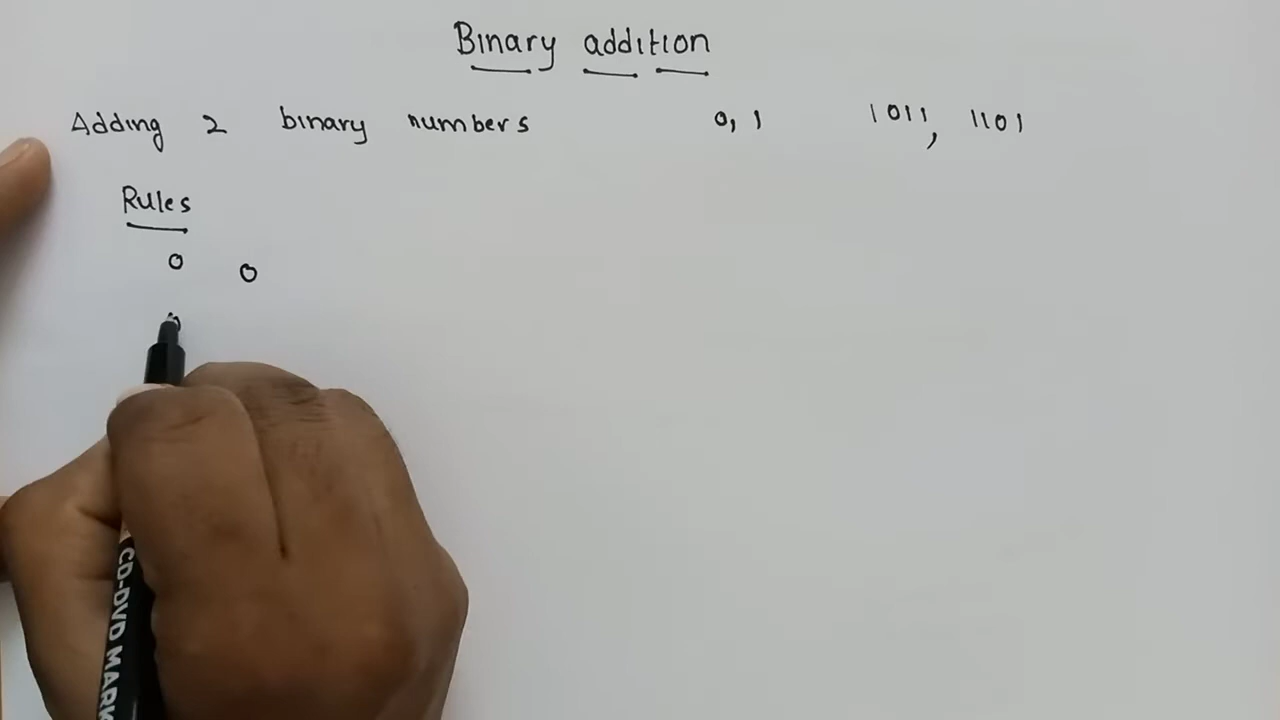 Binary addition
Adding 2 binary numbers 0, 1 1011, 1101
Rules
0 0
CD-DVD MARK